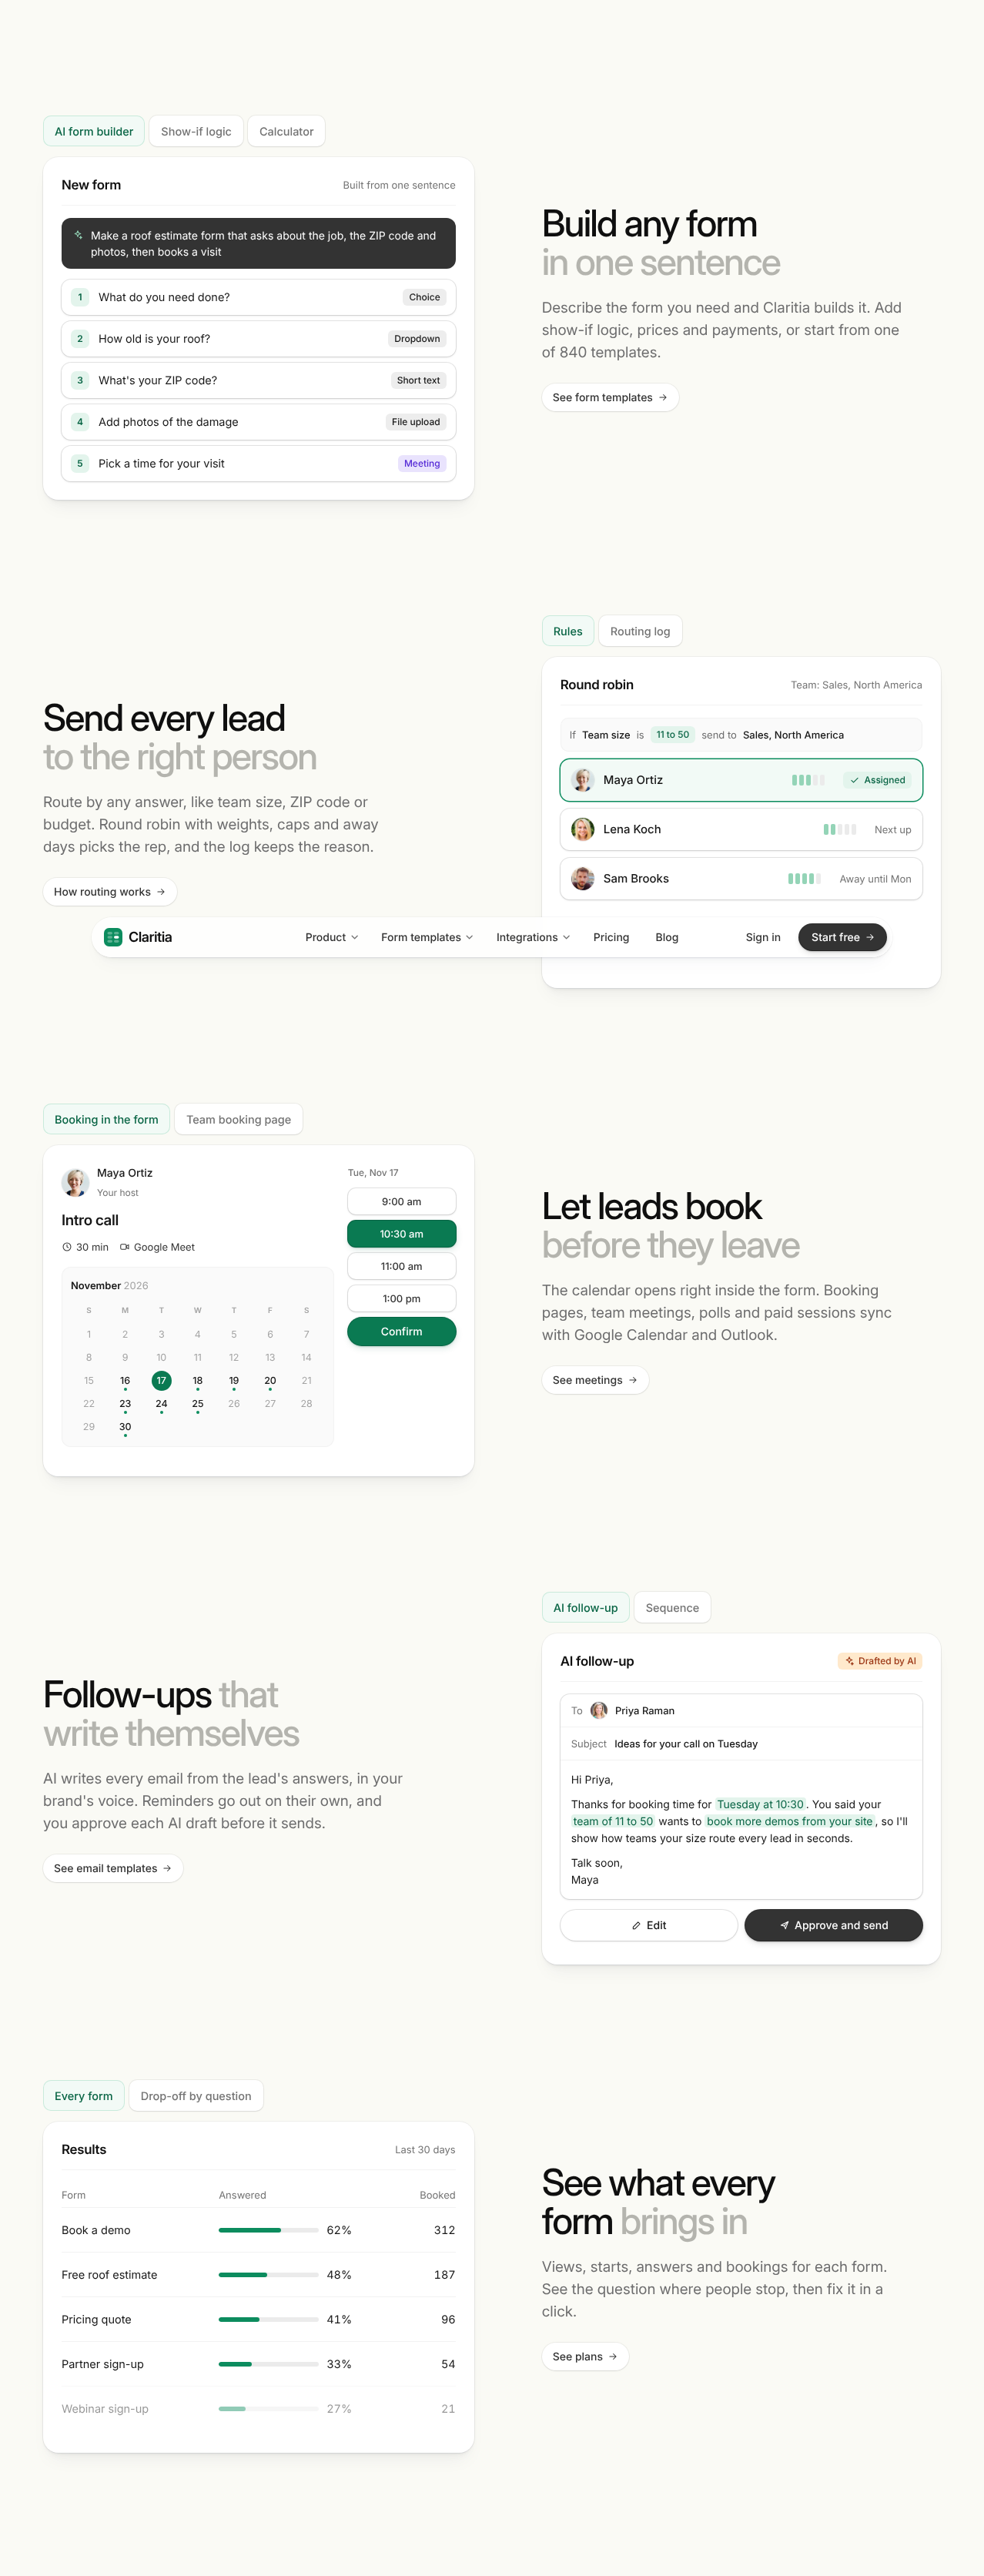 AI form builder
Show-if logic
Calculator
New form
Built from one sentence
Make a roof estimate form that asks about the job, the ZIP code and
photos, then books a visit
1 What do you need done? Choice
2 How old is your roof? Dropdown
3 What's your ZIP code? Short text
4 Add photos of the damage File upload
5 Pick a time for your visit Meeting
Build any form
in one sentence
Describe the form you need and Claritia builds it. Add
show-if logic, prices and payments, or start from one
of 840 templates.
See form templates →
Send every lead
to the right person
Route by any answer, like team size, ZIP code or
budget. Round robin with weights, caps and away
days picks the rep, and the log keeps the reason.
How routing works →
Rules
Routing log
Round robin
Team: Sales, North America
If Team size is 11 to 50 send to Sales, North America
Maya Ortiz Assigned
Lena Koch Next up
Sam Brooks Away until Mon
Claritia
Product
Form templates
Integrations
Pricing
Blog
Sign in
Start free →
Booking in the form
Team booking page
Maya Ortiz
Your host
Intro call
30 min Google Meet
November 2026
S M T W T F S
1 2 3 4 5 6 7
8 9 10 11 12 13 14
15 16 17 18 19 20 21
22 23 24 25 26 27 28
29 30
Tue, Nov 17
9:00 am
10:30 am
11:00 am
1:00 pm
Confirm
Let leads book
before they leave
The calendar opens right inside the form. Booking
pages, team meetings, polls and paid sessions sync
with Google Calendar and Outlook.
See meetings →
Follow-ups that
write themselves
AI writes every email from the lead's answers, in your
brand's voice. Reminders go out on their own, and
you approve each AI draft before it sends.
See email templates →
AI follow-up
Sequence
AI follow-up
Drafted by AI
To Priya Raman
Subject Ideas for your call on Tuesday
Hi Priya,
Thanks for booking time for Tuesday at 10:30. You said your
team of 11 to 50 wants to book more demos from your site, so I'll
show how teams your size route every lead in seconds.
Talk soon,
Maya
Edit
Approve and send
Every form
Drop-off by question
Results
Last 30 days
Form Answered Booked
Book a demo 62% 312
Free roof estimate 48% 187
Pricing quote 41% 96
Partner sign-up 33% 54
Webinar sign-up 27% 21
See what every
form brings in
Views, starts, answers and bookings for each form.
See the question where people stop, then fix it in a
click.
See plans →